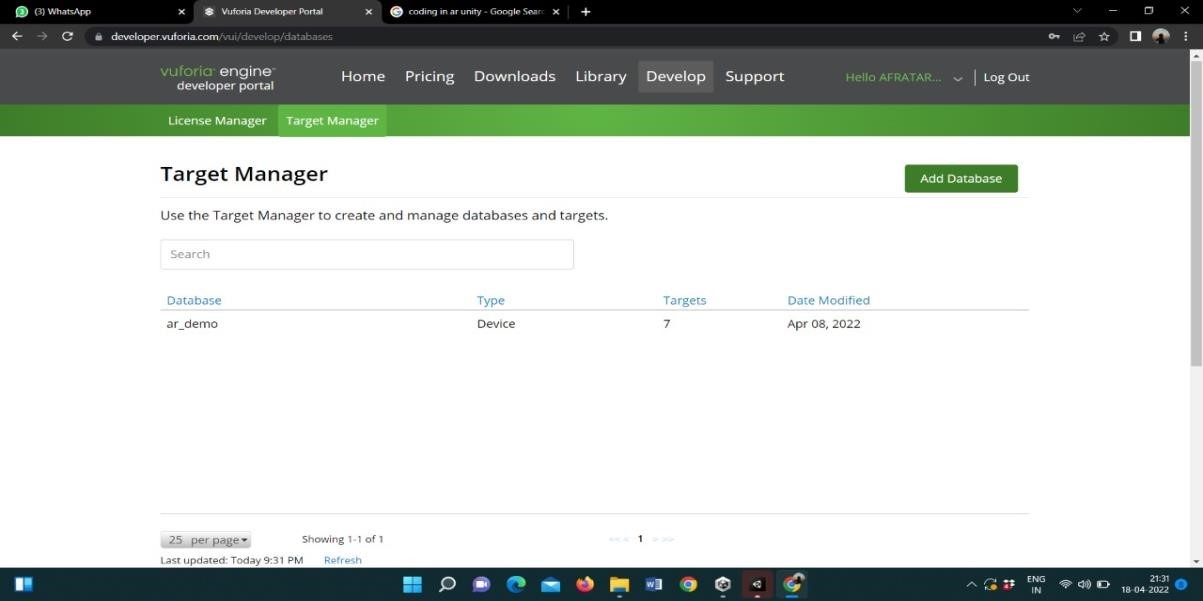 (3) WhatsApp
Vuforia Developer Portal
coding in ar unity - Google Searc
developer.vuforia.com/vui/develop/databases
vuforia engine™
developer portal
Home Pricing Downloads Library Develop Support
Hello AFRATAR... Log Out
License Manager Target Manager
Target Manager
Add Database
Use the Target Manager to create and manage databases and targets.
Search
Database Type Targets Date Modified
ar_demo Device 7 Apr 08, 2022
25 per page Showing 1-1 of 1 <<< 1 > >>
Last updated: Today 9:31 PM Refresh
ENG 21:31
IN 18-04-2022